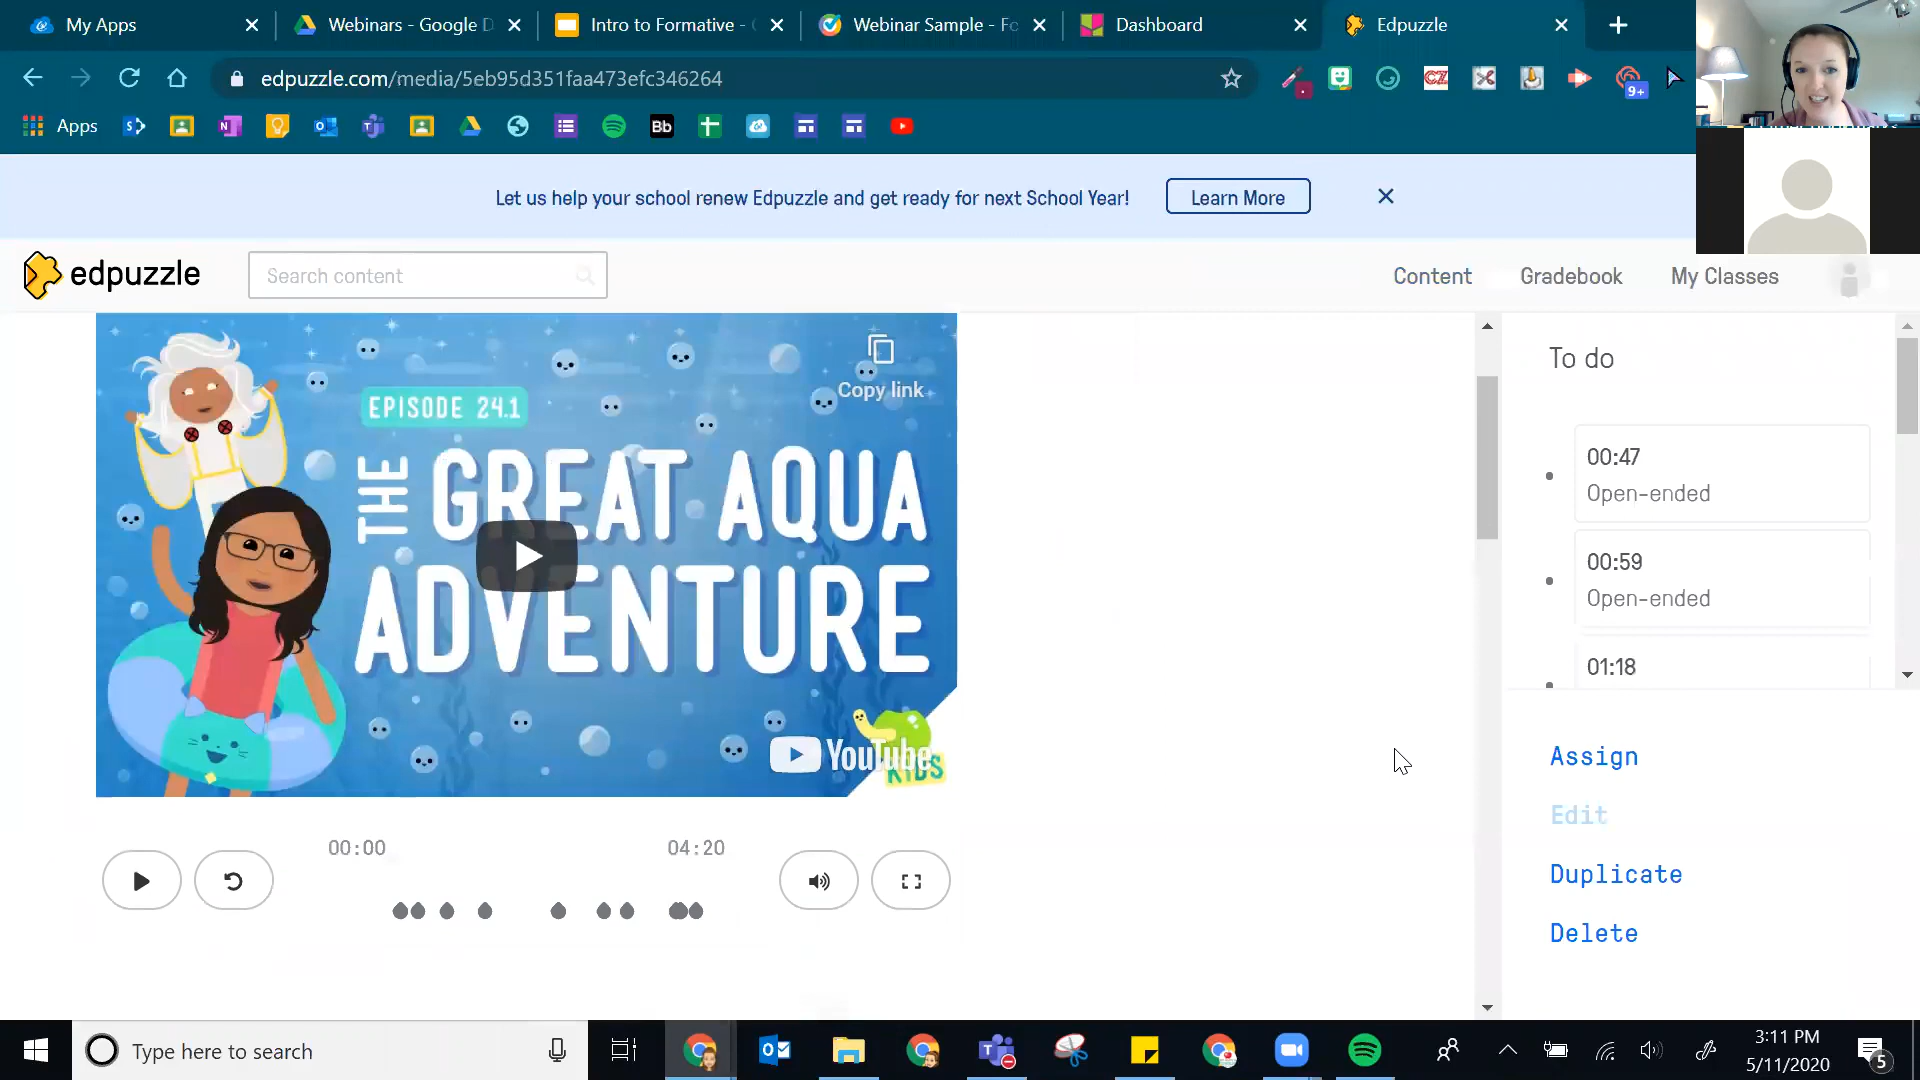 My Apps
Webinars - Google D
Intro to Formative -
Webinar Sample - Fo
Dashboard
Edpuzzle
edpuzzle.com/media/5eb95d351faa473efc346264
9+
Apps
Bb
Let us help your school renew Edpuzzle and get ready for next School Year!
Learn More
edpuzzle
Search content
Content
Gradebook
My Classes
Copy link
EPISODE 24.1
THE GREAT AQUA
ADVENTURE
YouTube
KIDS
00:00
04:20
To do
00:47
Open-ended
00:59
Open-ended
01:18
Assign
Edit
Duplicate
Delete
Type here to search
3:11 PM
5/11/2020
5